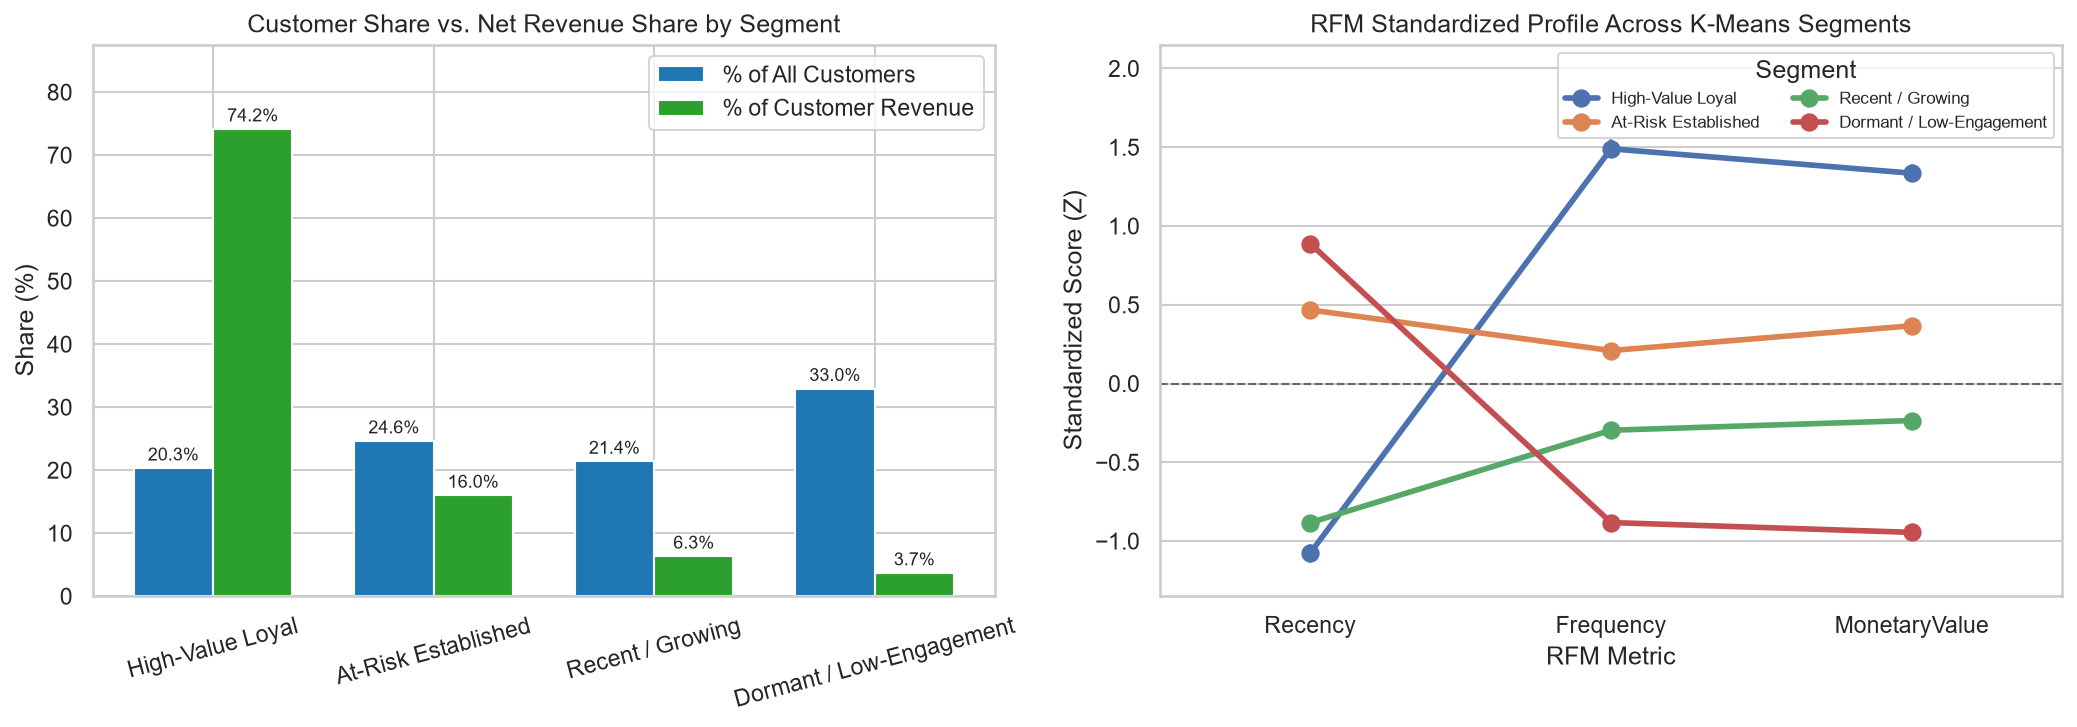 Customer Share vs. Net Revenue Share by Segment
% of All Customers
% of Customer Revenue
Share (%)
80
70
60
50
40
30
20
10
0
20.3%
74.2%
24.6%
16.0%
21.4%
6.3%
33.0%
3.7%
High-Value Loyal
At-Risk Established
Recent / Growing
Dormant / Low-Engagement
RFM Standardized Profile Across K-Means Segments
Segment
High-Value Loyal
At-Risk Established
Recent / Growing
Dormant / Low-Engagement
Standardized Score (Z)
2.0
1.5
1.0
0.5
0.0
−0.5
−1.0
Recency
Frequency
MonetaryValue
RFM Metric